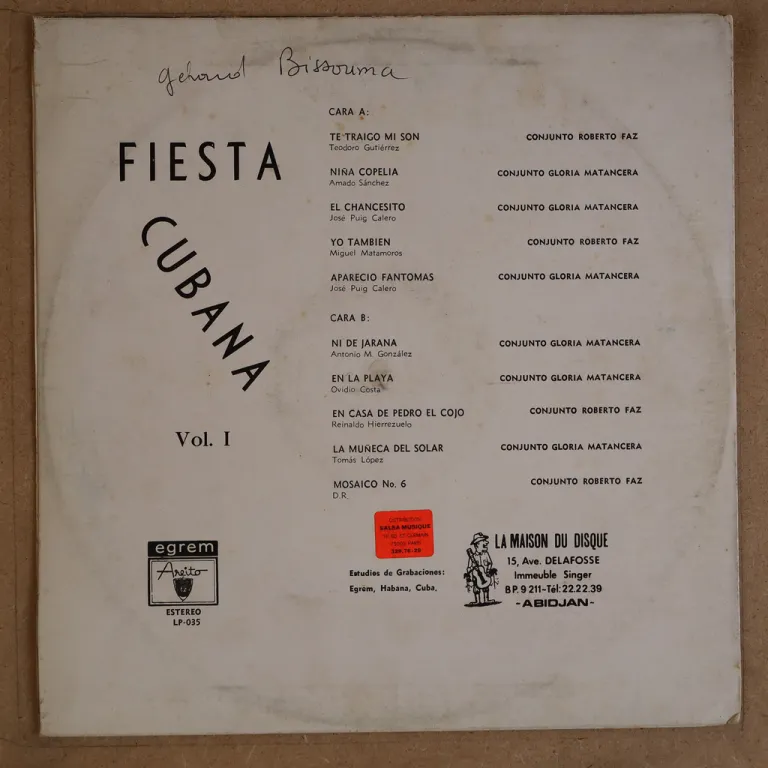 Gérard Bissouma
FIESTA
CUBANA
Vol. I
CARA A:
TE TRAIGO MI SON CONJUNTO ROBERTO FAZ
Teodoro Gutiérrez
NIÑA COPELIA CONJUNTO GLORIA MATANCERA
Amado Sánchez
EL CHANCESITO CONJUNTO GLORIA MATANCERA
José Puig Calero
YO TAMBIEN CONJUNTO ROBERTO FAZ
Miguel Matamoros
APARECIO FANTOMAS CONJUNTO GLORIA MATANCERA
José Puig Calero
CARA B:
NI DE JARANA CONJUNTO GLORIA MATANCERA
Antonio M. González
EN LA PLAYA CONJUNTO GLORIA MATANCERA
Ovidio Costa
EN CASA DE PEDRO EL COJO CONJUNTO ROBERTO FAZ
Reinaldo Hierrezuelo
LA MUÑECA DEL SOLAR CONJUNTO GLORIA MATANCERA
Tomás López
MOSAICO No. 6 CONJUNTO ROBERTO FAZ
D.R.
egrem
Areito
ESTEREO
LP-035
SALSA MUSIQUE
Estudios de Grabaciones:
Egrém, Habana, Cuba.
LA MAISON DU DISQUE
15, Ave. DELAFOSSE
Immeuble Singer
B P. 9 211-Tél: 22.22.39
-ABIDJAN-